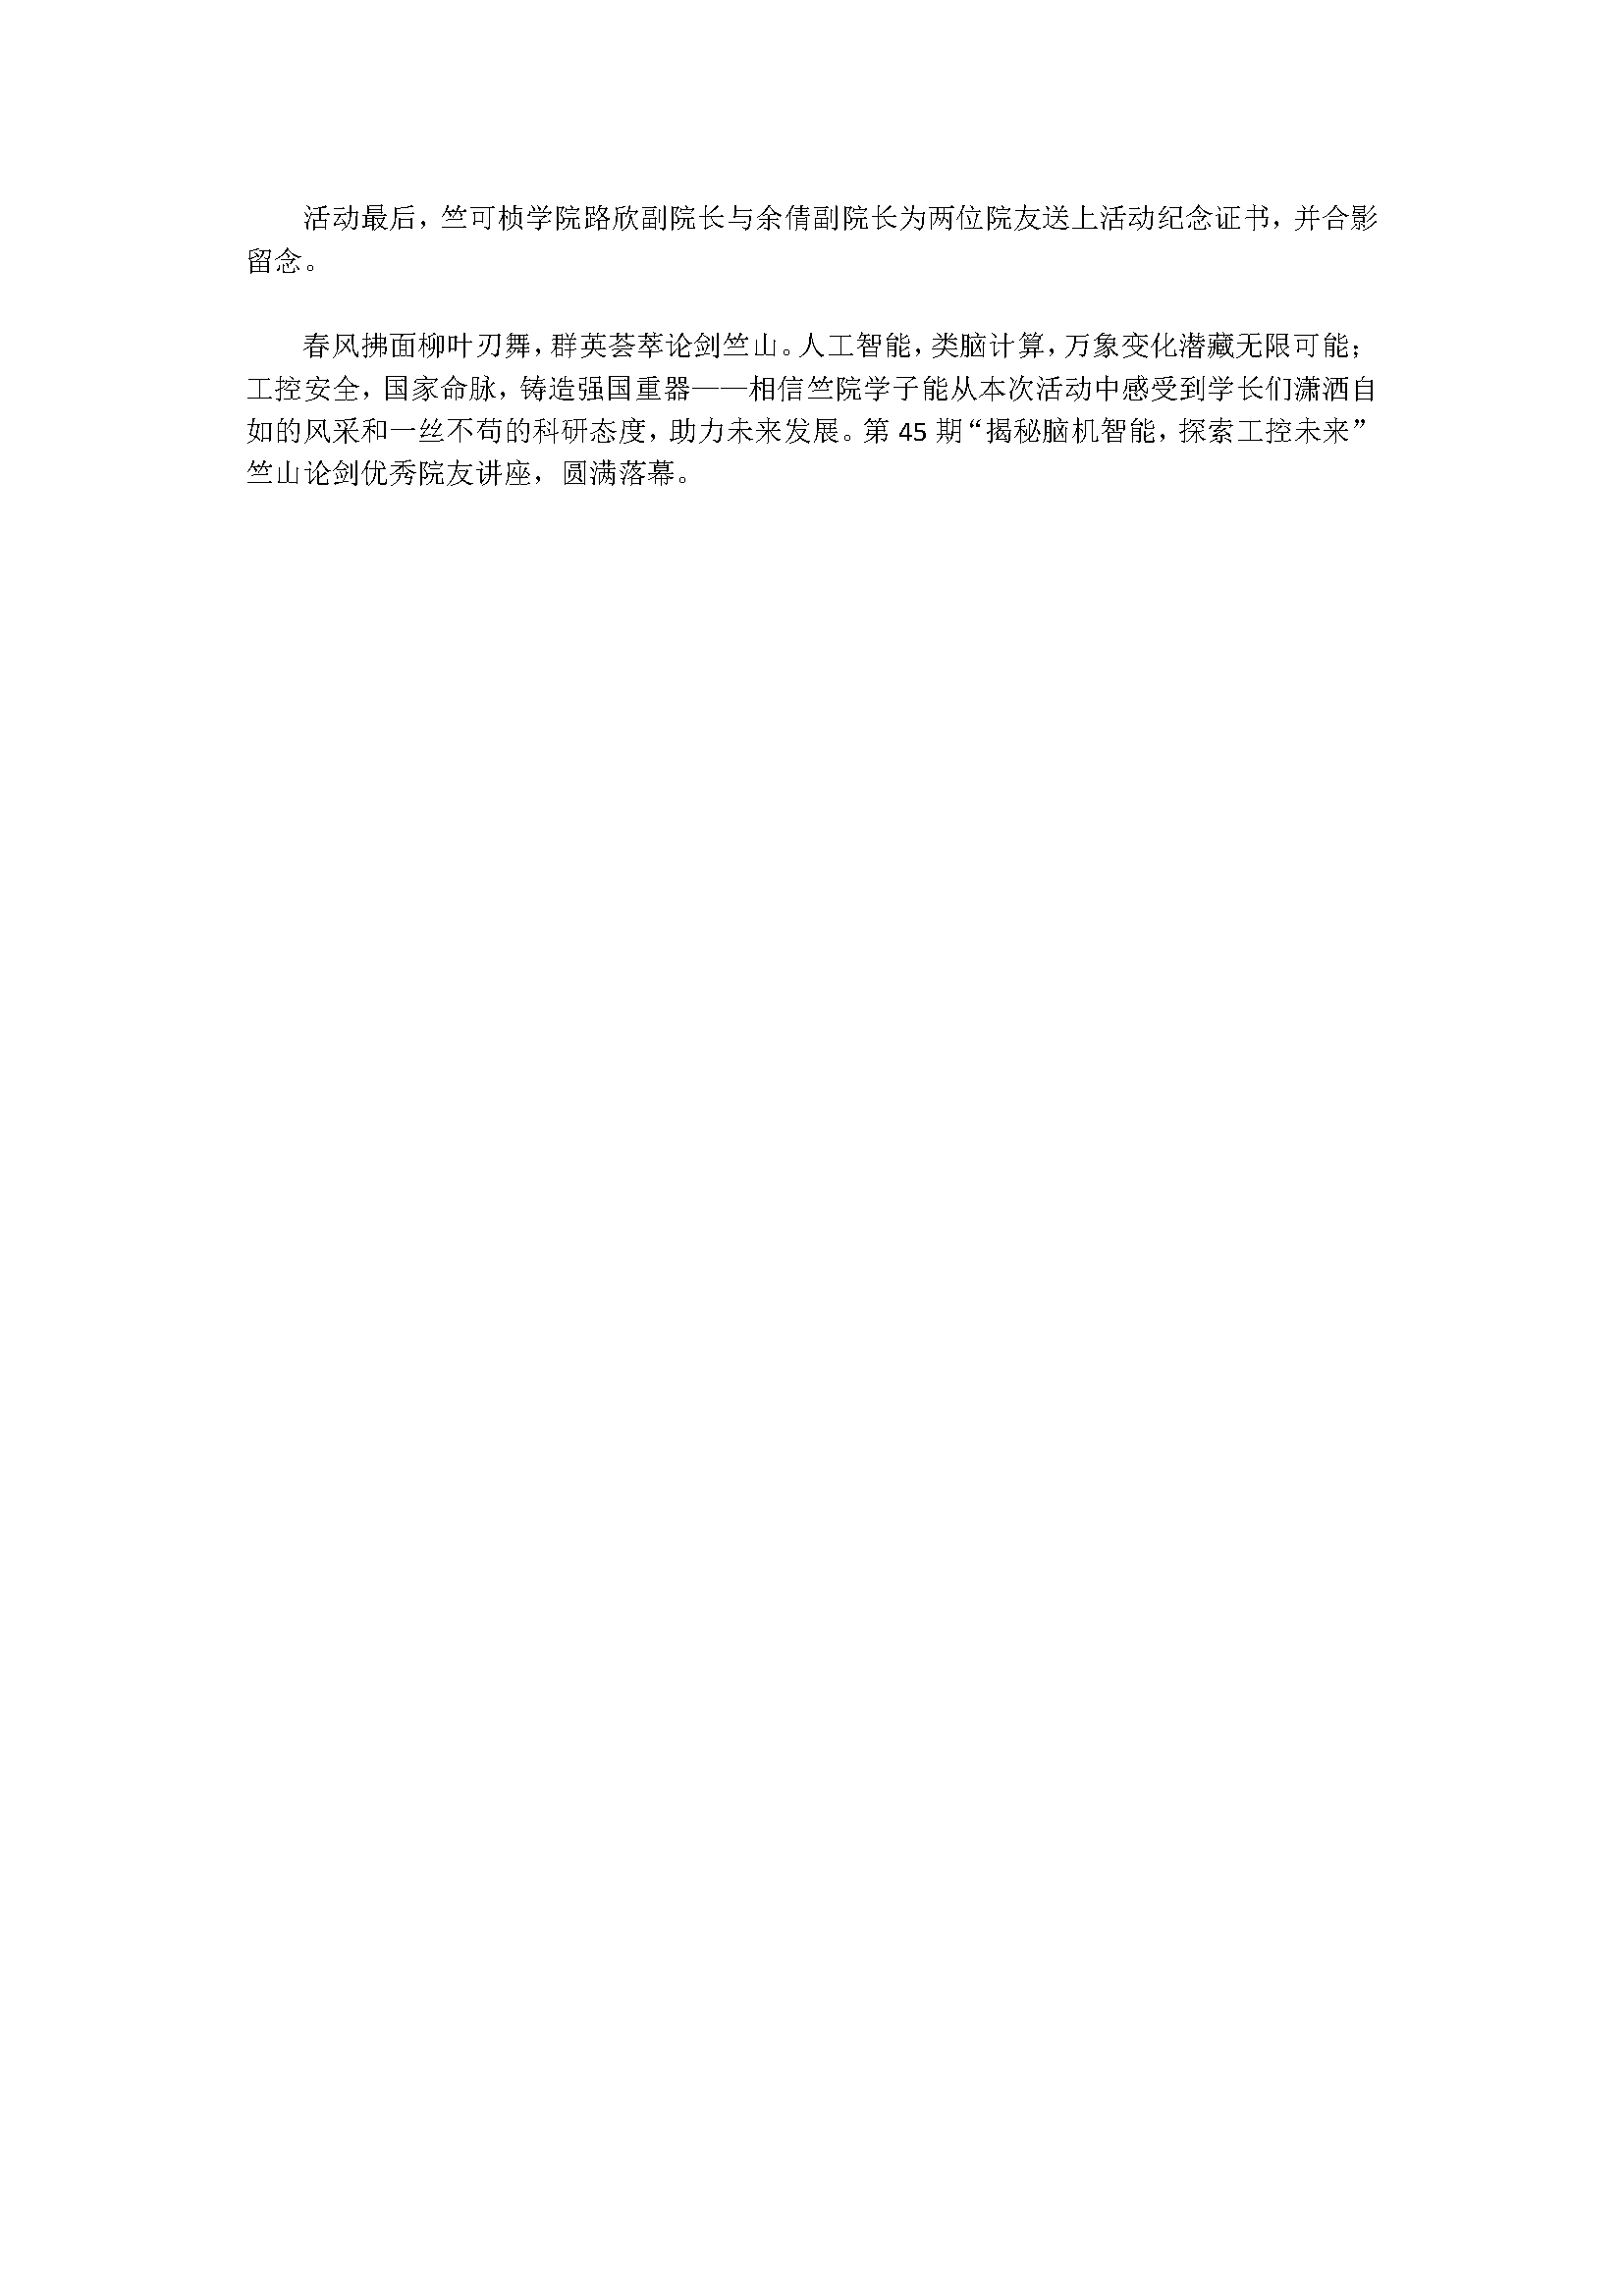 活动最后，竺可桢学院路欣副院长与余倩副院长为两位院友送上活动纪念证书，并合影
留念。
春风拂面柳叶刃舞，群英荟萃论剑竺山。人工智能，类脑计算，万象变化潜藏无限可能；
工控安全，国家命脉，铸造强国重器——相信竺院学子能从本次活动中感受到学长们潇洒自
如的风采和一丝不苟的科研态度，助力未来发展。第 45 期“揭秘脑机智能，探索工控未来”
竺山论剑优秀院友讲座，圆满落幕。